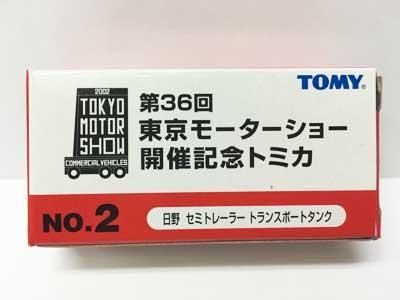 2002
TOKYO
MOTOR
SHOW
COMMERCIAL VEHICLES
第36回
東京モーターショー
開催記念トミカ
TOMY®
NO.2
日野 セミトレーラー トランスポートタンク